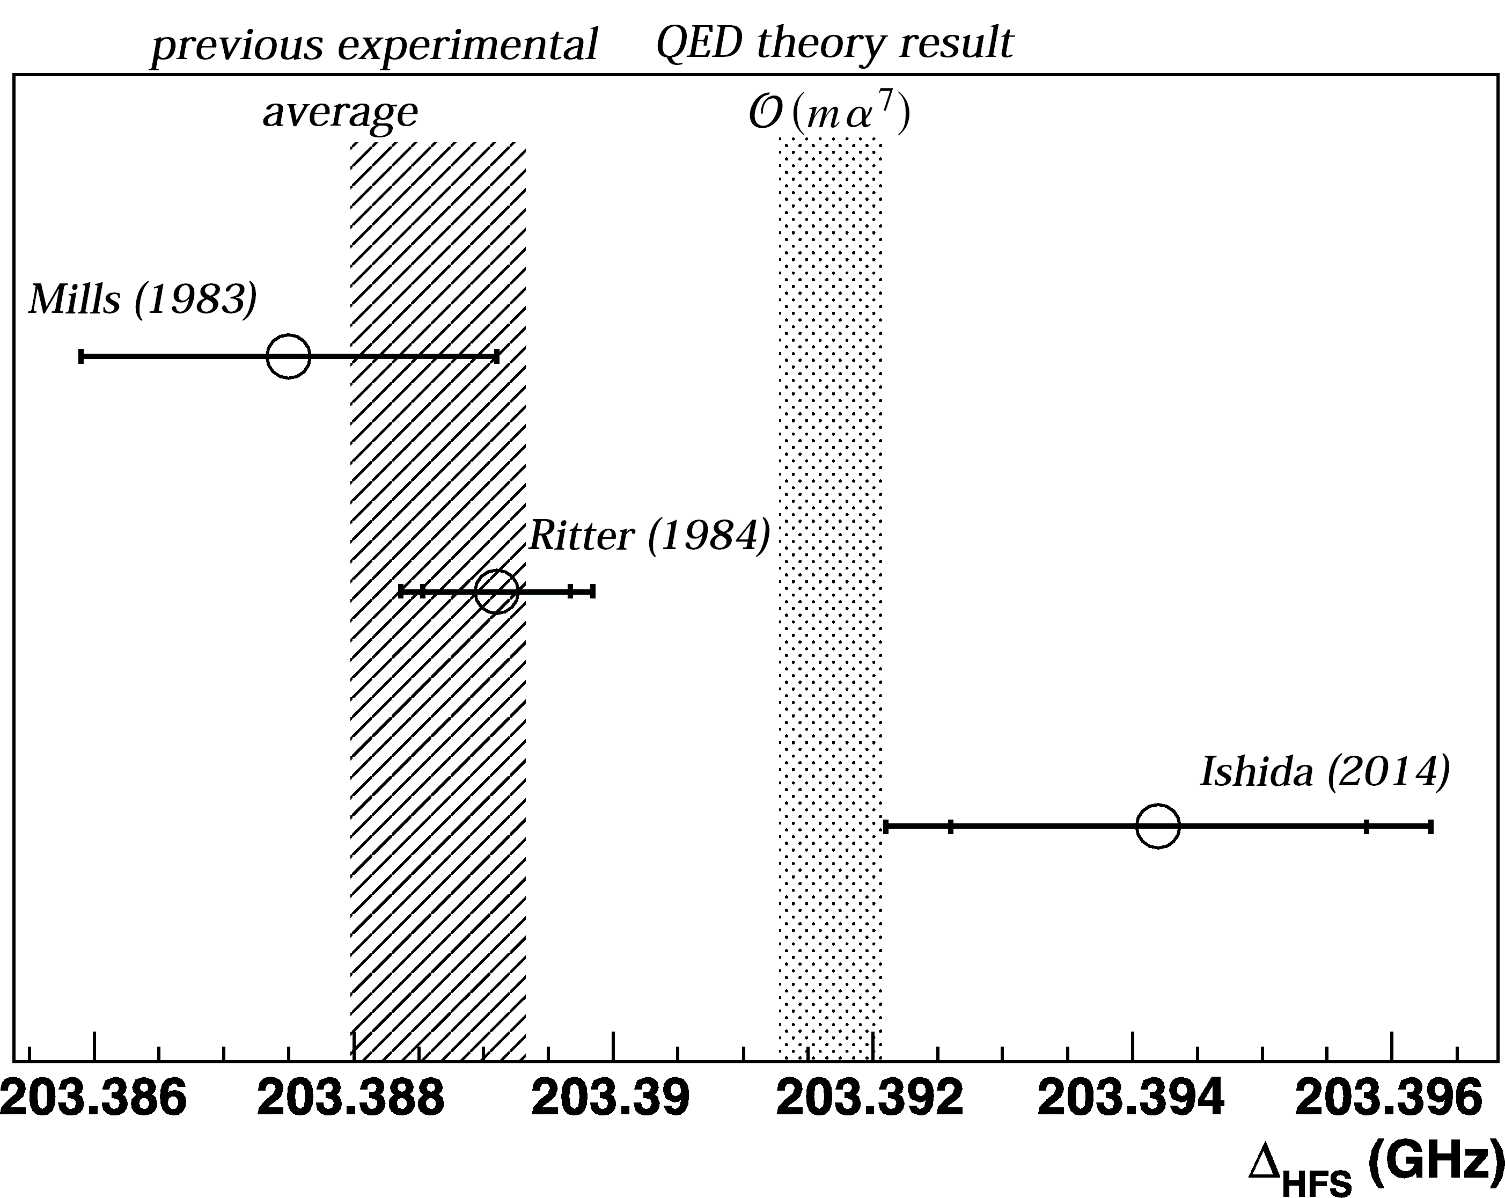 previous experimental
average
QED theory result
𝒪(mα⁷)
Mills (1983)
Ritter (1984)
Ishida (2014)
203.386 203.388 203.39 203.392 203.394 203.396
Δ_HFS (GHz)